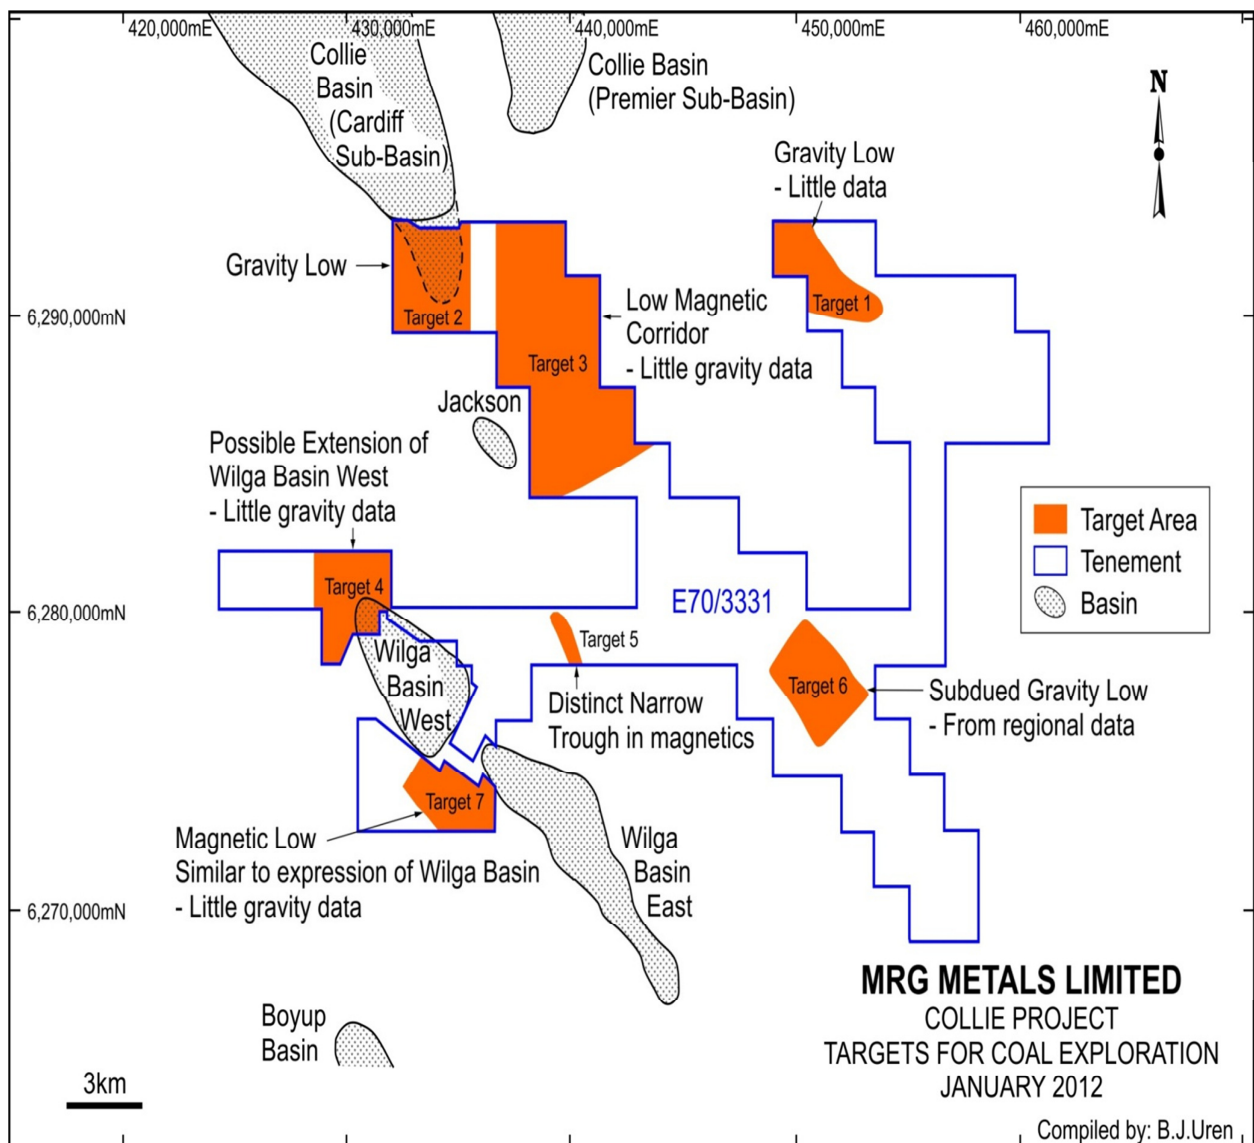 420,000mE
430,000mE
440,000mE
450,000mE
460,000mE
Collie
Basin
(Cardiff
Sub-Basin)
Collie Basin
(Premier Sub-Basin)
N
Gravity Low
- Little data
Gravity Low
Target 2
Target 1
6,290,000mN
Low Magnetic
Corridor
- Little gravity data
Target 3
Jackson
Possible Extension of
Wilga Basin West
- Little gravity data
Target Area
Tenement
Basin
Target 4
E70/3331
6,280,000mN
Target 5
Wilga
Basin
West
Target 6
Distinct Narrow
Trough in magnetics
Subdued Gravity Low
- From regional data
Target 7
Magnetic Low
Similar to expression of Wilga Basin
- Little gravity data
Wilga
Basin
East
6,270,000mN
MRG METALS LIMITED
COLLIE PROJECT
TARGETS FOR COAL EXPLORATION
JANUARY 2012
Boyup
Basin
3km
Compiled by: B.J.Uren